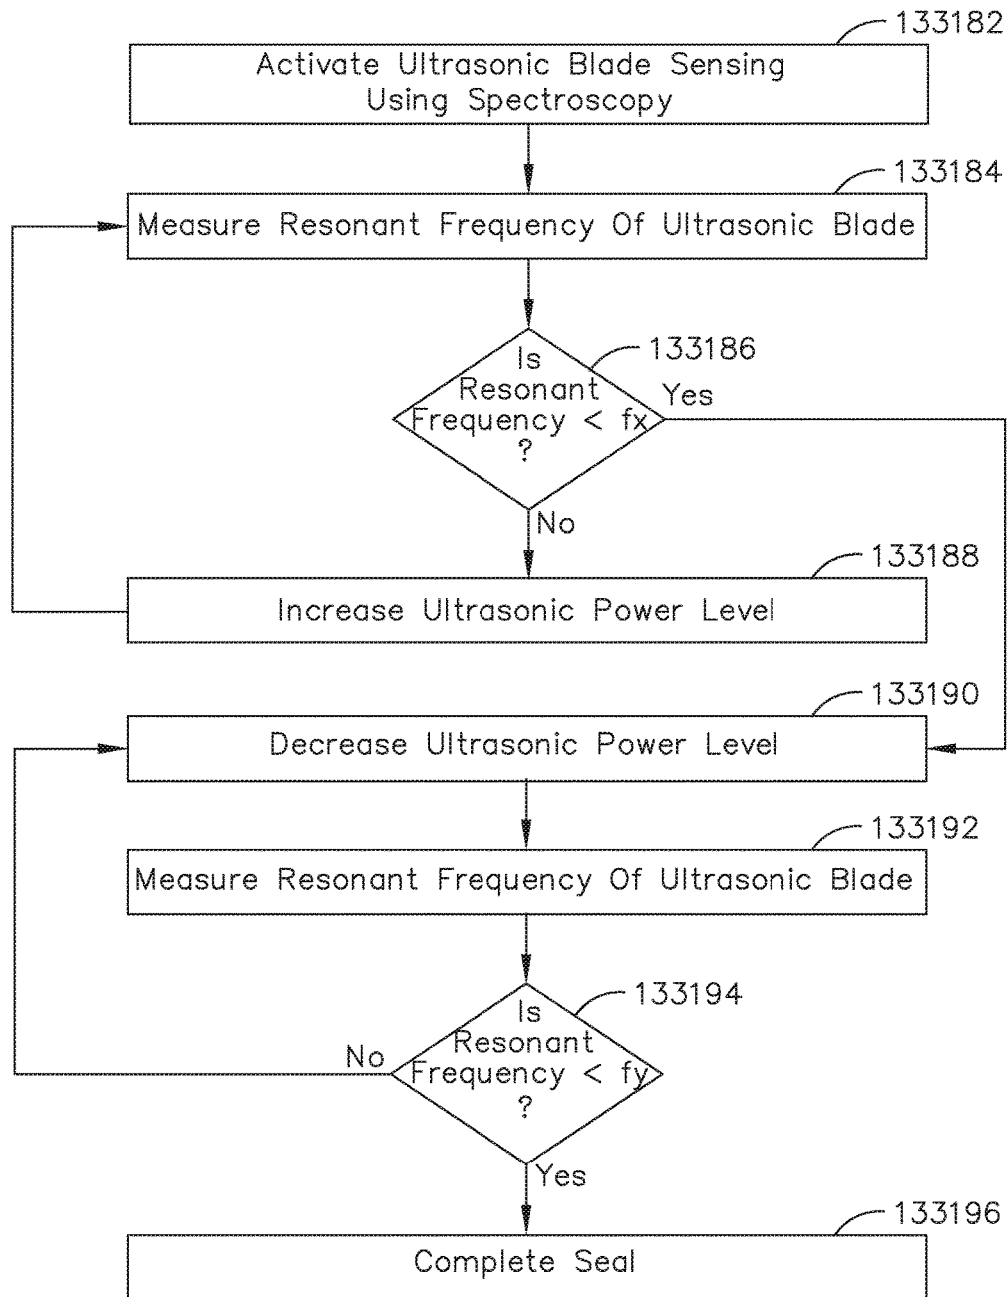 133182
Activate Ultrasonic Blade Sensing
Using Spectroscopy
133184
Measure Resonant Frequency Of Ultrasonic Blade
133186
Is
Resonant
Frequency < fx
?
Yes
No
133188
Increase Ultrasonic Power Level
133190
Decrease Ultrasonic Power Level
133192
Measure Resonant Frequency Of Ultrasonic Blade
133194
Is
Resonant
Frequency < fy
?
No
Yes
133196
Complete Seal